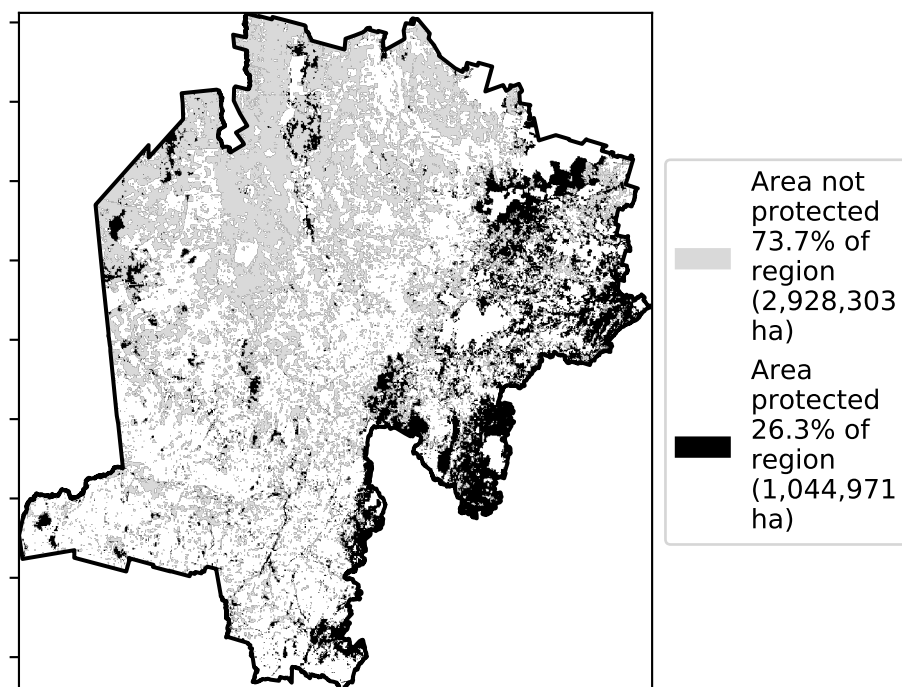 Area not
protected
73.7% of
region
(2,928,303
ha)
Area
protected
26.3% of
region
(1,044,971
ha)